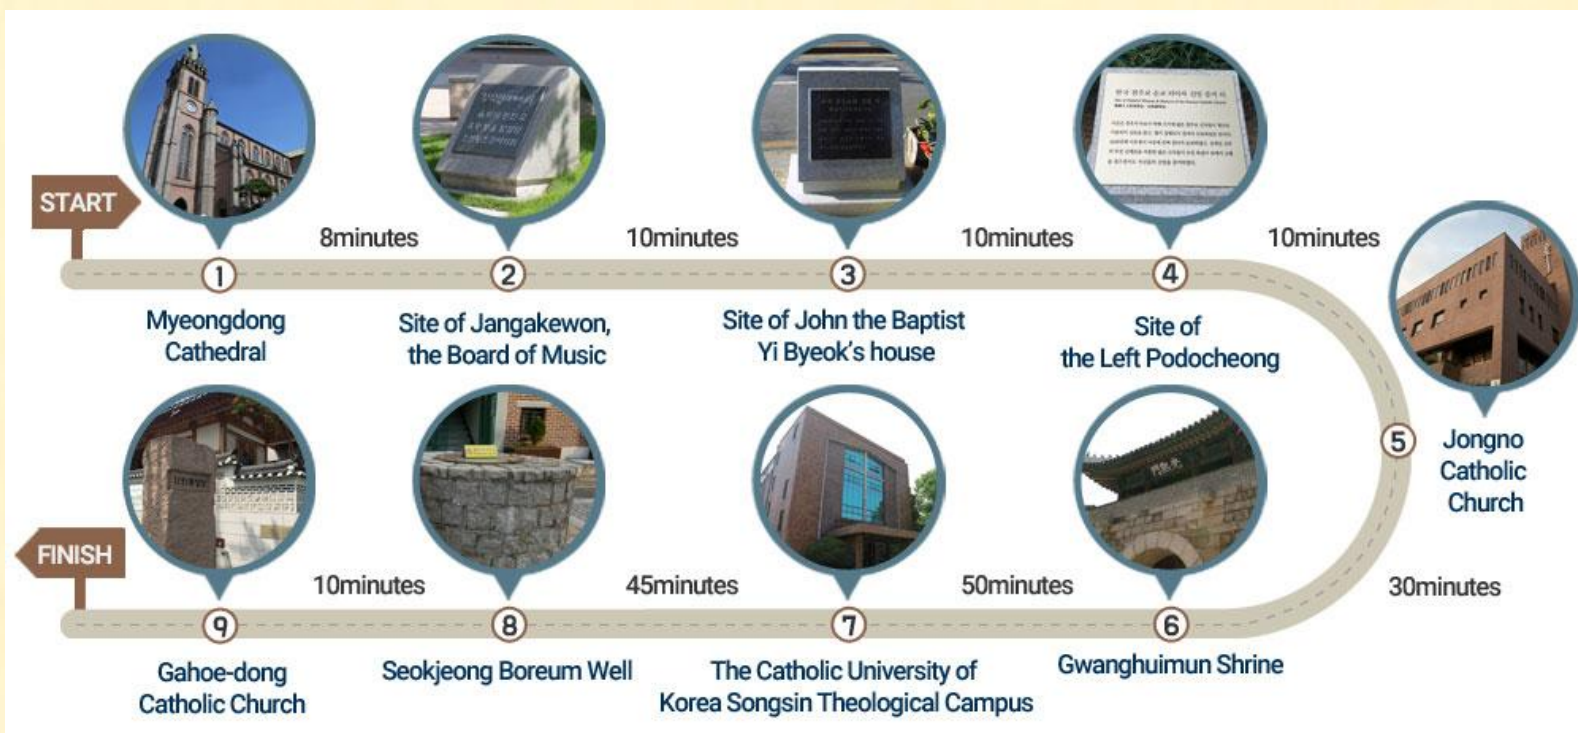 START
8minutes
10minutes
10minutes
10minutes
1
2
3
4
Myeongdong
Cathedral
Site of Jangakewon,
the Board of Music
Site of John the Baptist
Yi Byeok's house
Site of
the Left Podocheong
5
Jongno
Catholic
Church
30minutes
50minutes
45minutes
10minutes
FINISH
6
7
8
9
Gwanghuimun Shrine
The Catholic University of
Korea Songsin Theological Campus
Seokjeong Boreum Well
Gahoe-dong
Catholic Church